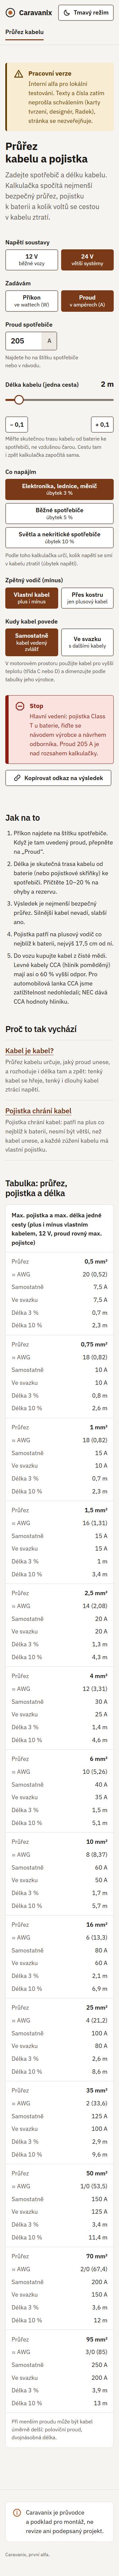 Caravanix
Tmavý režim
Průřez kabelu
Pracovní verze
Interní alfa pro lokální
testování. Texty a čísla zatím
neprošla schválením (karty
tvrzení, designér, Radek),
stránka se nezveřejňuje.
Průřez
kabelu a pojistka
Zadejte spotřebič a délku kabelu.
Kalkulačka spočítá nejmenší
bezpečný průřez, pojistku
k baterii a kolik voltů se cestou
v kabelu ztratí.
Napětí soustavy
12 V
běžné vozy
24 V
větší systémy
Zadávám
Příkon
ve wattech (W)
Proud
v ampérech (A)
Proud spotřebiče
205 A
Najdete ho na štítku spotřebiče
nebo v návodu.
Délka kabelu (jedna cesta) 2 m
− 0,1
+ 0,1
Měřte skutečnou trasu kabelu od baterie ke
spotřebiči, ne vzdušnou čarou. Cestu tam
i zpět kalkulačka započítá sama.
Co napájím
Elektronika, lednice, měnič
úbytek 3 %
Běžné spotřebiče
úbytek 5 %
Světla a nekritické spotřebiče
úbytek 10 %
Podle toho kalkulačka určí, kolik napětí se smí
v kabelu ztratit (úbytek napětí).
Zpětný vodič (mínus)
Vlastní kabel
plus i mínus
Přes kostru
jen plusový kabel
Kudy kabel povede
Samostatně
kabel vedený
zvlášť
Ve svazku
s dalšími kabely
V motorovém prostoru použijte kabel pro vyšší
teplotu (třída C nebo D) a dimenzujte podle
tabulky jeho výrobce.
Stop
Hlavní vedení: pojistka Class
T u baterie, řiďte se
návodem výrobce a návrhem
odborníka. Proud 205 A je
nad rozsahem kalkulačky.
Kopírovat odkaz na výsledek
Jak na to
1. Příkon najdete na štítku spotřebiče.
Když je tam uvedený proud, přepněte
na „Proud".
2. Délka je skutečná trasa kabelu od
baterie (nebo pojistkové skříňky) ke
spotřebiči. Přičtěte 10–20 % na
ohyby a rezervu.
3. Výsledek je nejmenší bezpečný
průřez. Silnější kabel nevadí, slabší
ano.
4. Pojistka patří na plusový vodič co
nejblíž k baterii, nejvýš 17,5 cm od ní.
5. Do vozu kupujte kabel z čisté mědi.
Levné kabely CCA (hliník poměděný)
mají asi o 60 % vyšší odpor. Pro
automobilová lanka CCA jsme
zatížitelnost nedohledali; NEC dává
CCA hodnoty hliníku.
Proč to tak vychází
Kabel je kabel?
Průřez kabelu určuje, jaký proud unese,
a rozhoduje i délka tam a zpět: tenký
kabel se hřeje, tenký i dlouhý kabel
ztrácí napětí.
Pojistka chrání kabel
Pojistka chrání kabel: patří na plus co
nejblíž k baterii, nesmí být větší, než
kabel unese, a každé zúžení kabelu má
vlastní pojistku.
Tabulka: průřez,
pojistka a délka
Max. pojistka a max. délka jedné
cesty (plus i mínus vlastním
kabelem, 12 V, proud rovný max.
pojistce)
Průřez 0,5 mm²
≈ AWG 20 (0,52)
Samostatně 7,5 A
Ve svazku 7,5 A
Délka 3 % 0,7 m
Délka 10 % 2,3 m
Průřez 0,75 mm²
≈ AWG 18 (0,82)
Samostatně 10 A
Ve svazku 10 A
Délka 3 % 0,8 m
Délka 10 % 2,6 m
Průřez 1 mm²
≈ AWG 18 (0,82)
Samostatně 15 A
Ve svazku 10 A
Délka 3 % 0,7 m
Délka 10 % 2,3 m
Průřez 1,5 mm²
≈ AWG 16 (1,31)
Samostatně 15 A
Ve svazku 15 A
Délka 3 % 1 m
Délka 10 % 3,4 m
Průřez 2,5 mm²
≈ AWG 14 (2,08)
Samostatně 20 A
Ve svazku 20 A
Délka 3 % 1,3 m
Délka 10 % 4,3 m
Průřez 4 mm²
≈ AWG 12 (3,31)
Samostatně 30 A
Ve svazku 25 A
Délka 3 % 1,4 m
Délka 10 % 4,6 m
Průřez 6 mm²
≈ AWG 10 (5,26)
Samostatně 40 A
Ve svazku 35 A
Délka 3 % 1,5 m
Délka 10 % 5,1 m
Průřez 10 mm²
≈ AWG 8 (8,37)
Samostatně 60 A
Ve svazku 50 A
Délka 3 % 1,7 m
Délka 10 % 5,7 m
Průřez 16 mm²
≈ AWG 6 (13,3)
Samostatně 80 A
Ve svazku 60 A
Délka 3 % 2,1 m
Délka 10 % 6,9 m
Průřez 25 mm²
≈ AWG 4 (21,2)
Samostatně 100 A
Ve svazku 80 A
Délka 3 % 2,6 m
Délka 10 % 8,6 m
Průřez 35 mm²
≈ AWG 2 (33,6)
Samostatně 125 A
Ve svazku 100 A
Délka 3 % 2,9 m
Délka 10 % 9,6 m
Průřez 50 mm²
≈ AWG 1/0 (53,5)
Samostatně 150 A
Ve svazku 125 A
Délka 3 % 3,4 m
Délka 10 % 11,4 m
Průřez 70 mm²
≈ AWG 2/0 (67,4)
Samostatně 200 A
Ve svazku 150 A
Délka 3 % 3,6 m
Délka 10 % 12 m
Průřez 95 mm²
≈ AWG 3/0 (85)
Samostatně 250 A
Ve svazku 200 A
Délka 3 % 3,9 m
Délka 10 % 13 m
Při menším proudu může být kabel
úměrně delší: poloviční proud,
dvojnásobná délka.
Caravanix je průvodce
a podklad pro montáž, ne
revize ani podepsaný projekt.
Caravanix, první alfa.